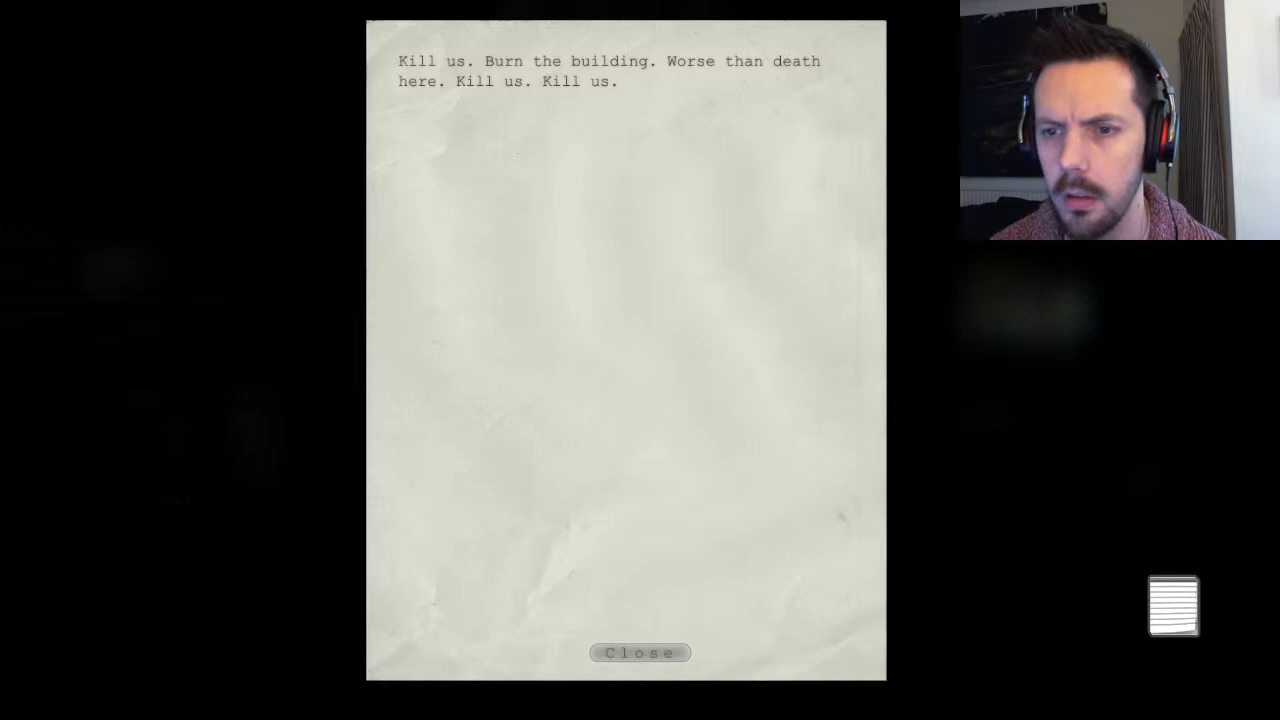 Kill us. Burn the building. Worse than death
here. Kill us. Kill us.
Close